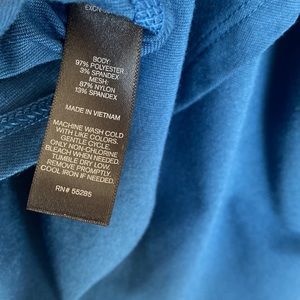 BODY:
97% POLYESTER
3% SPANDEX
MESH:
87% NYLON
13% SPANDEX
MADE IN VIETNAM
MACHINE WASH COLD
WITH LIKE COLORS.
GENTLE CYCLE.
ONLY NON-CHLORINE
BLEACH WHEN NEEDED.
TUMBLE DRY LOW.
REMOVE PROMPTLY.
COOL IRON IF NEEDED.
RN# 55285